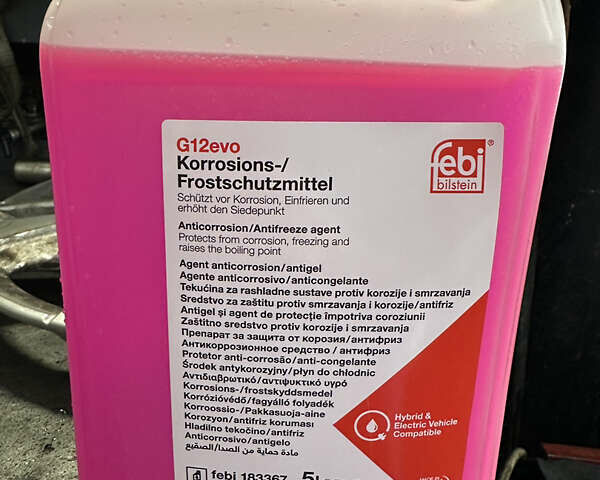 G12evo
Korrosions-/
Frostschutzmittel
Schützt vor Korrosion, Einfrieren und
erhöht den Siedepunkt
febi®
bilstein
Anticorrosion/Antifreeze agent
Protects from corrosion, freezing and
raises the boiling point
Agent anticorrosion/antigel
Agente anticorrosivo/anticongelante
Tekućina za rashladne sustave protiv korozije i smrzavanja
Sredstvo za zaštitu protiv smrzavanja i korozije/antifriz
Antigel și agent de protecție împotriva coroziunii
Zaštitno sredstvo protiv korozije i smrzavanja
Препарат за защита от корозия/антифриз
Антикоррозионное средство / антифриз
Protetor anti-corrosão/anti-congelante
Środek antykorozyjny/płyn do chłodnic
Αντιδιαβρωτικό/αντιψυκτικό υγρό
Korrosions-/frostskyddsmedel
Korrózióvédő/fagyálló folyadék
Korroosio-/Pakkasuoja-aine
Korozyon/antifriz koruması
Hladilno tekočino/antifriz
Anticorrosivo/antigelo
مادة حماية من الصدأ/الصقيع
Hybrid &
Electric Vehicle
Compatible
febi 183367
5L